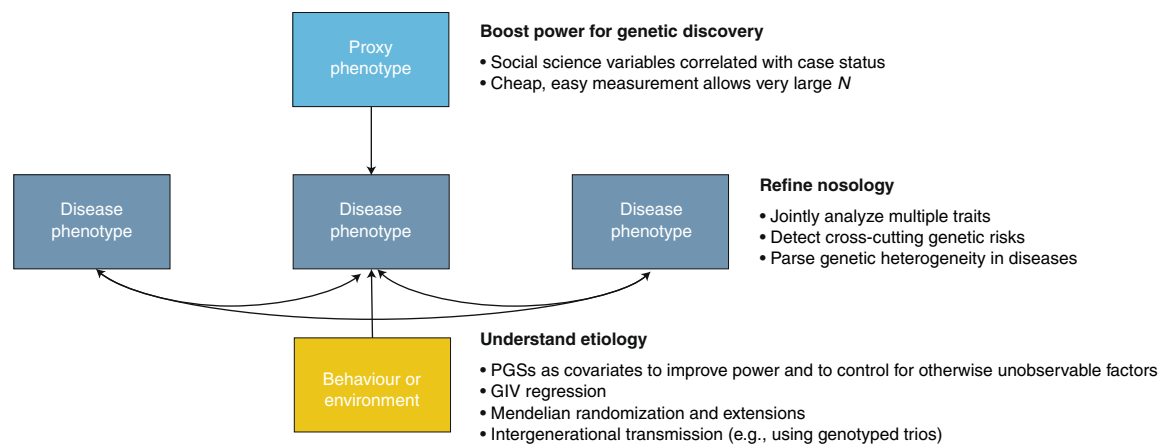 Proxy
phenotype
Boost power for genetic discovery
• Social science variables correlated with case status
• Cheap, easy measurement allows very large N
Disease
phenotype
Disease
phenotype
Disease
phenotype
Refine nosology
• Jointly analyze multiple traits
• Detect cross-cutting genetic risks
• Parse genetic heterogeneity in diseases
Behaviour or
environment
Understand etiology
• PGSs as covariates to improve power and to control for otherwise unobservable factors
• GIV regression
• Mendelian randomization and extensions
• Intergenerational transmission (e.g., using genotyped trios)